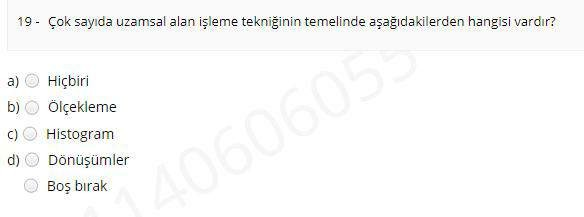 19 - Çok sayıda uzamsal alan işleme tekniğinin temelinde aşağıdakilerden hangisi vardır?
a) Hiçbiri
b) Ölçekleme
c) Histogram
d) Dönüşümler
Boş bırak